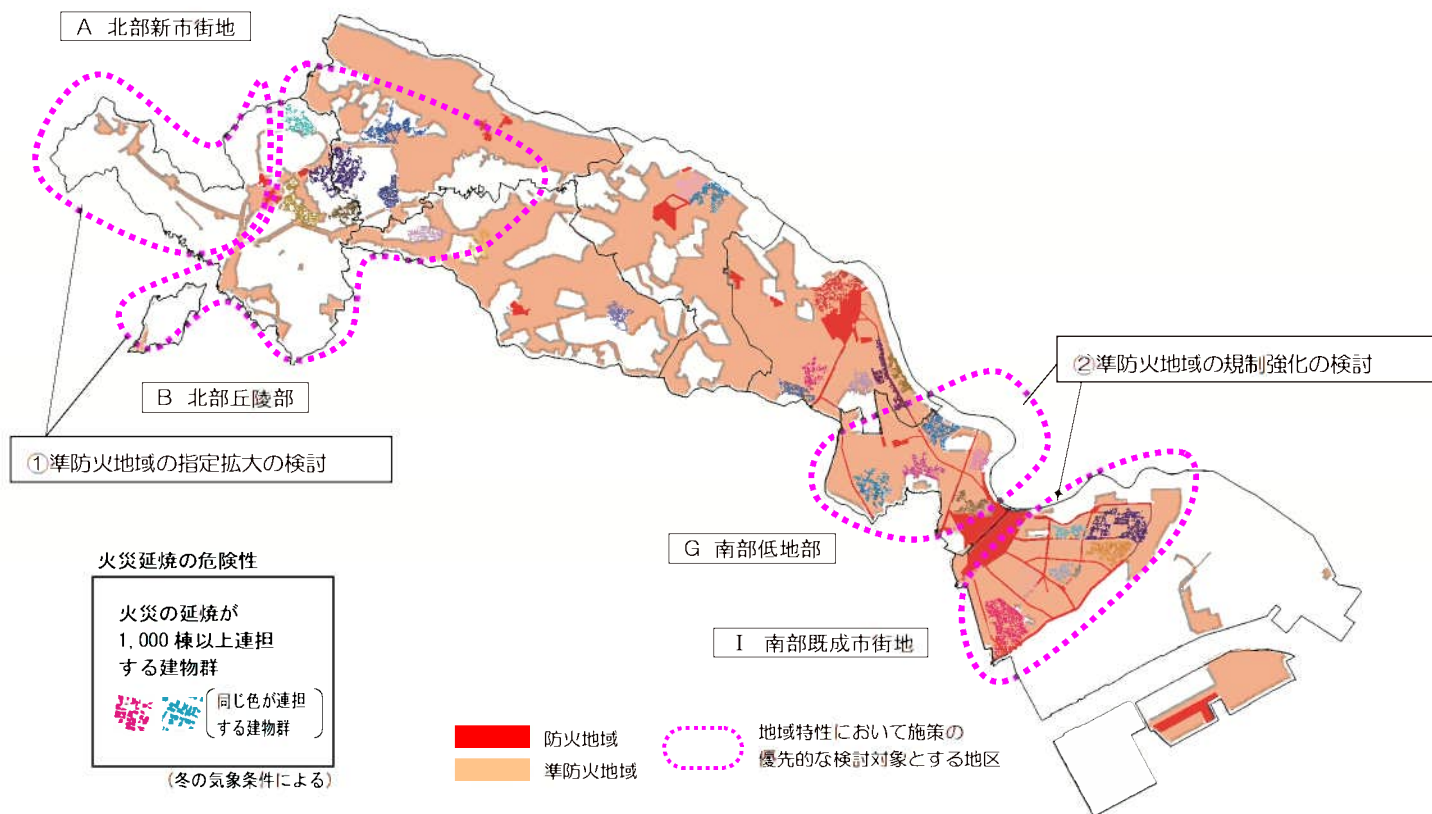 A 北部新市街地
B 北部丘陵部
①準防火地域の指定拡大の検討
②準防火地域の規制強化の検討
G 南部低地部
I 南部既成市街地
火災延焼の危険性
火災の延焼が
1,000 棟以上連担
する建物群
同じ色が連担
する建物群
(冬の気象条件による)
防火地域
準防火地域
地域特性において施策の
優先的な検討対象とする地区